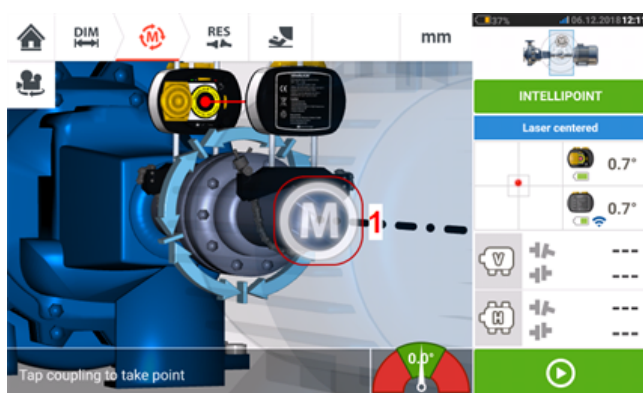 DIM
M
RES
mm
37%
06.12.2018 12:11
INTELLIPOINT
Laser centered
0.7°
0.7°
M
1
V
---
---
H
---
---
Tap coupling to take point
0.0°